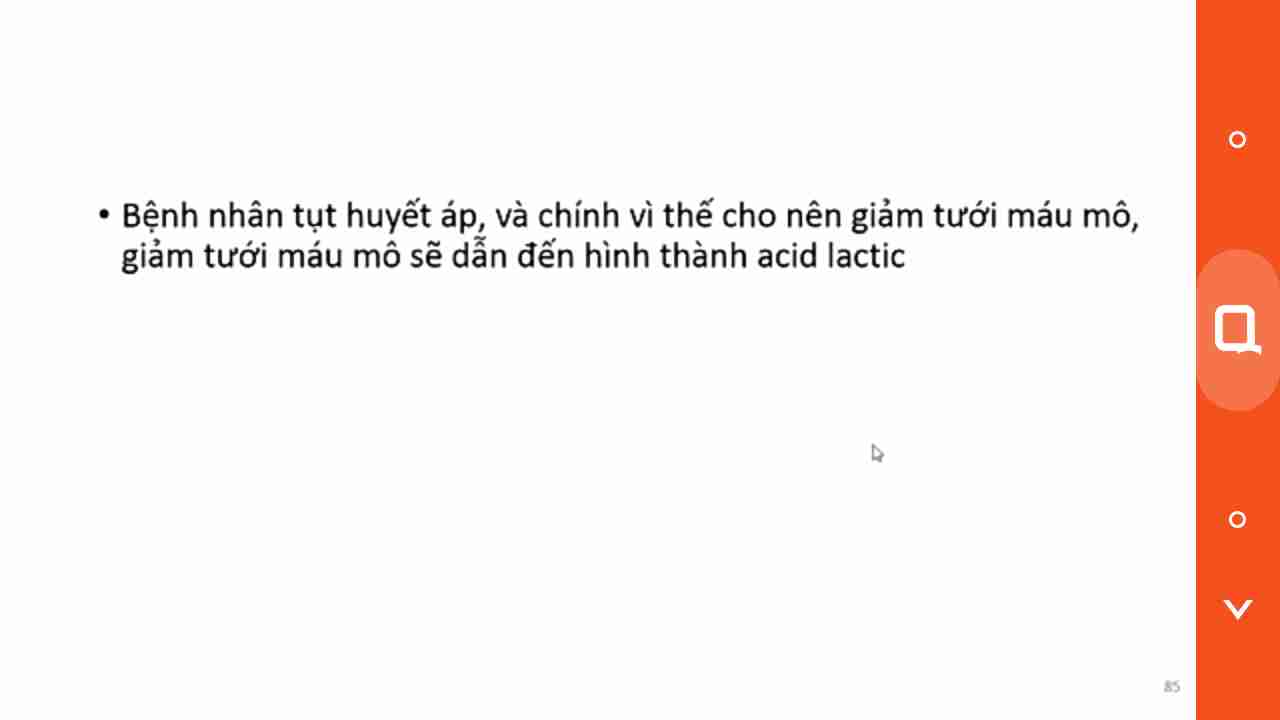 • Bệnh nhân tụt huyết áp, và chính vì thế cho nên giảm tưới máu mô,
giảm tưới máu mô sẽ dẫn đến hình thành acid lactic
85